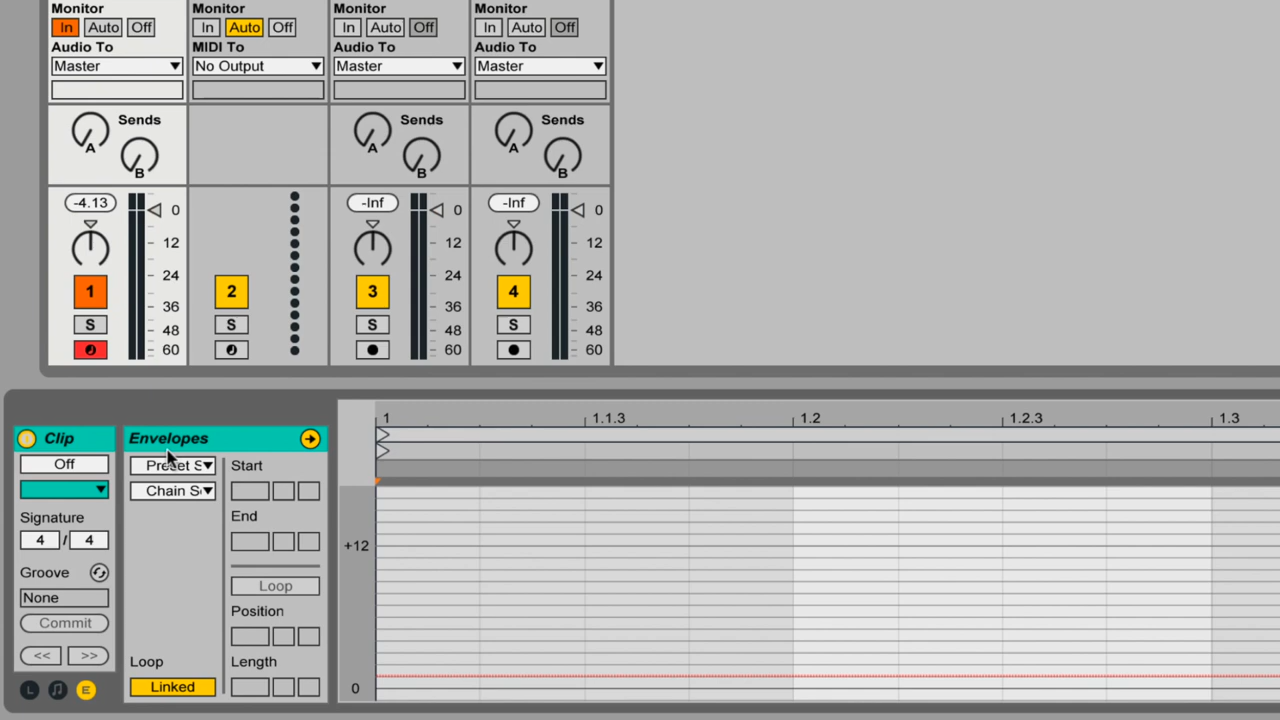 Monitor Monitor Monitor Monitor
In Auto Off In Auto Off In Auto Off In Auto Off
Audio To MIDI To Audio To Audio To
Master No Output Master Master
Sends Sends Sends
A A A
B B B
-4.13 -Inf -Inf
0 0 0
12 12 12
24 24 24
1 2 3 4
36 36 36
S S S S
48 48 48
60 60 60
1 1.1.3 1.2 1.2.3 1.3
Clip Envelopes
Off Preset S Start
Chain S
Signature End
4 / 4
+12
Groove
Loop
None
Position
Commit
<< >> Loop Length
L E Linked 0